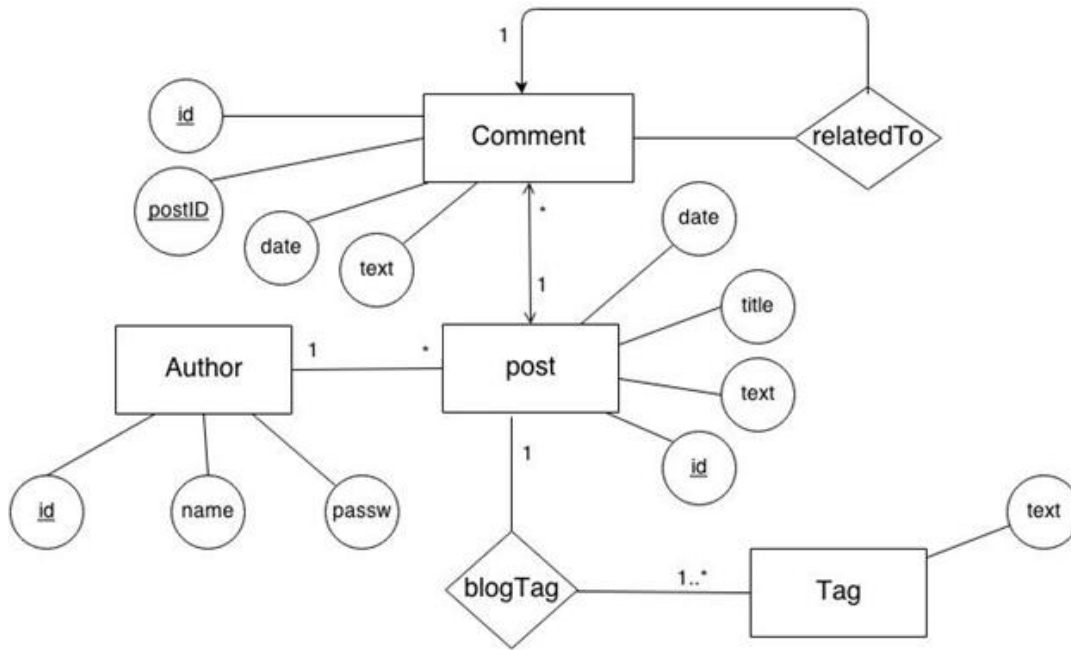 1
id
Comment
relatedTo
postID
date
text
*
date
1
title
Author
1
*
post
text
1
id
id
name
passw
text
blogTag
1..*
Tag